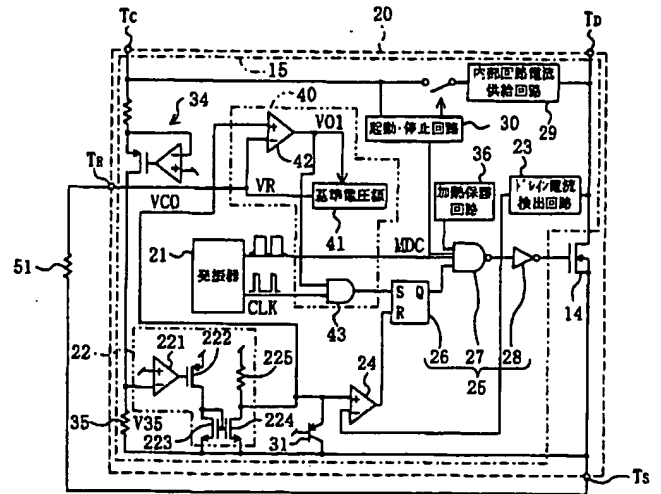 TC
20
TD
15
40
34
内部回路電流
供給回路
29
VO1
42
起動・停止回路
30
36
23
TR
VR
基準電圧源
41
加熱保護
回路
ドレイン電流
検出回路
VCO
51
21
発振器
MDC
CLK
43
S Q
R
26
27
28
25
14
22
221
222
225
24
35
V35
223
224
31
TS